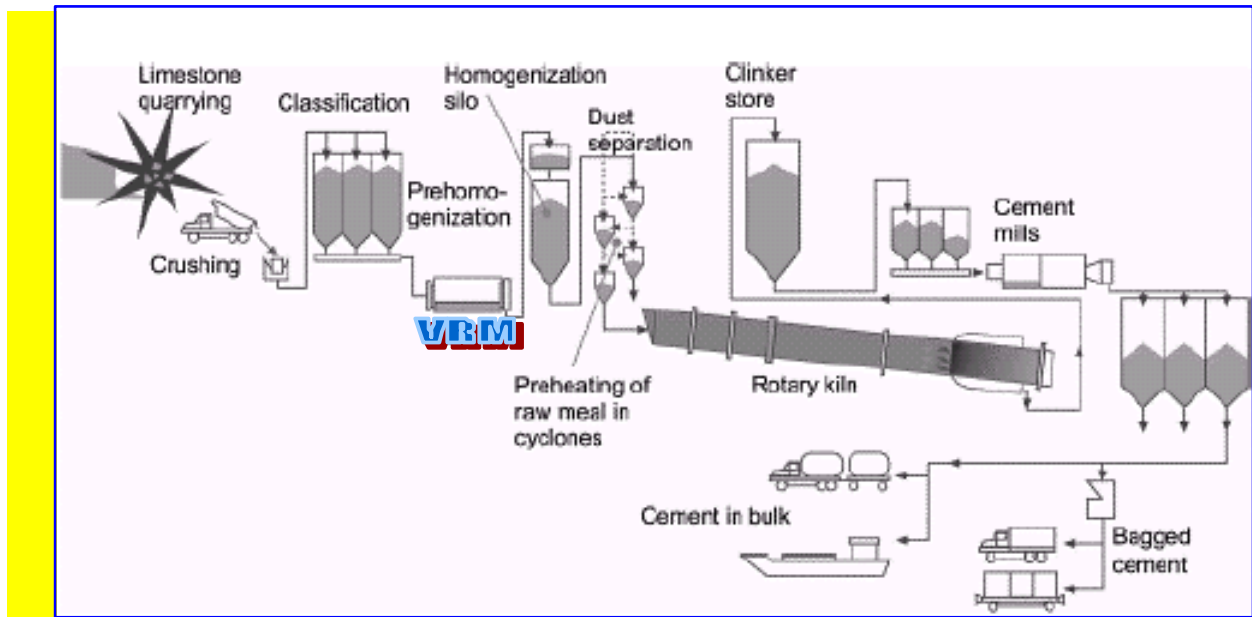 Limestone
quarrying
Classification
Homogenization
silo
Dust
separation
Clinker
store
Prehomo-
genization
Crushing
VRM
Cement
mills
Preheating of
raw meal in
cyclones
Rotary kiln
Cement in bulk
Bagged
cement